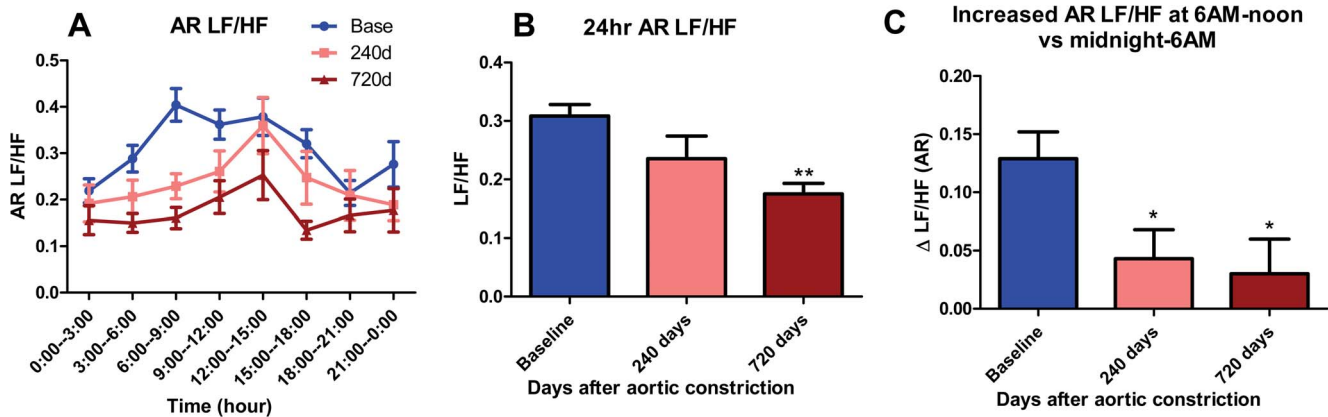 A
AR LF/HF
Base
240d
720d
AR LF/HF
0.5
0.4
0.3
0.2
0.1
0.0
0:00--3:00
3:00--6:00
6:00--9:00
9:00--12:00
12:00--15:00
15:00--18:00
18:00--21:00
21:00--0:00
Time (hour)
B
24hr AR LF/HF
LF/HF
0.4
0.3
0.2
0.1
0.0
**
Baseline
240 days
720 days
Days after aortic constriction
C
Increased AR LF/HF at 6AM-noon
vs midnight-6AM
Δ LF/HF (AR)
0.15
0.10
0.05
0.00
*
*
Baseline
240 days
720 days
Days after aortic constriction